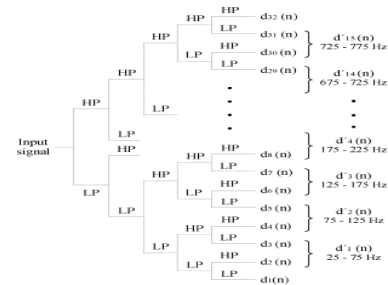 HP
d32 (n)
HP
LP
d31 (n)
HP
d´15 (n)
725 - 775 Hz
HP
LP
d30 (n)
HP
LP
d29 (n)
d´14 (n)
675 - 725 Hz
HP
LP
Input
signal
LP
HP
HP
d8 (n)
d´4 (n)
175 - 225 Hz
HP
LP
d7 (n)
HP
d´3 (n)
125 - 175 Hz
LP
HP
LP
d6 (n)
LP
d5 (n)
d´2 (n)
75 - 125 Hz
HP
HP
d4 (n)
LP
LP
d3 (n)
HP
d´1 (n)
25 - 75 Hz
LP
d2 (n)
LP
d1(n)